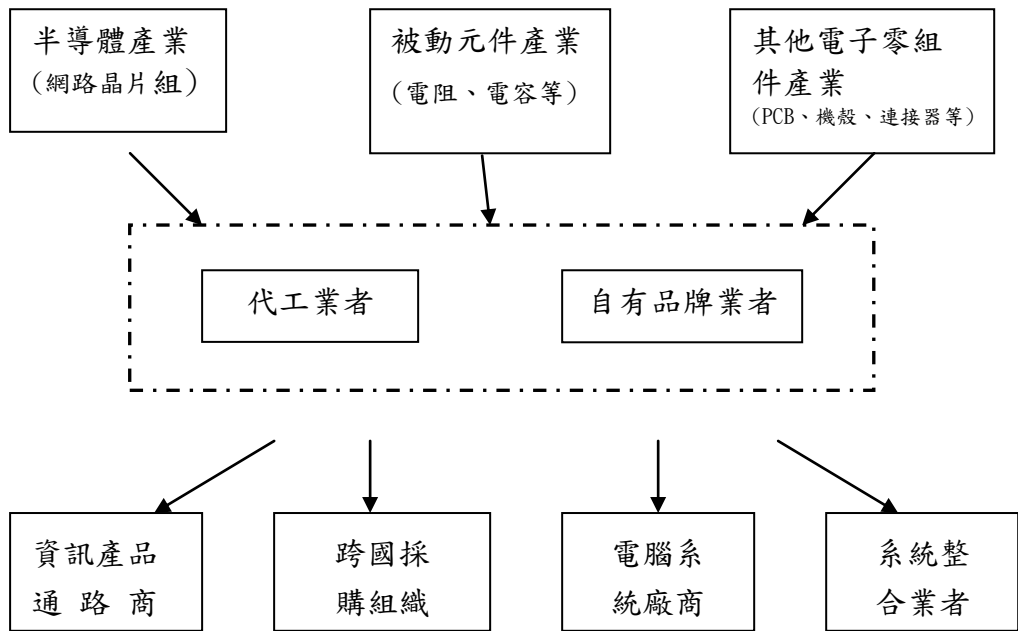 半導體產業
(網路晶片組)
被動元件產業
(電阻、電容等)
其他電子零組
件產業
(PCB、機殼、連接器等)
代工業者
自有品牌業者
資訊產品
通路商
跨國採
購組織
電腦系
統廠商
系統整
合業者